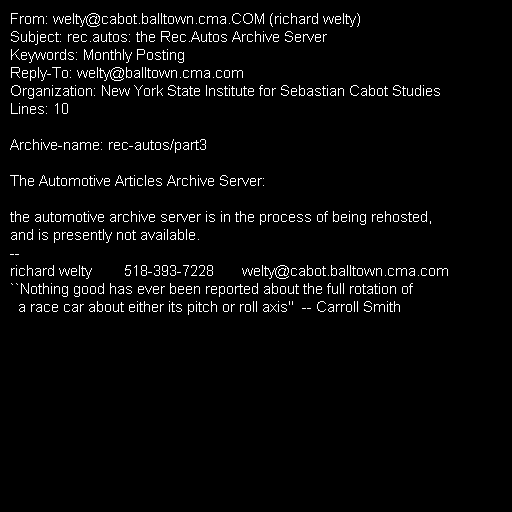 From: welty@cabot.balltown.cma.COM (richard welty)
Subject: rec.autos: the Rec.Autos Archive Server
Keywords: Monthly Posting
Reply-To: welty@balltown.cma.com
Organization: New York State Institute for Sebastian Cabot Studies
Lines: 10

Archive-name: rec-autos/part3

The Automotive Articles Archive Server:

the automotive archive server is in the process of being rehosted,
and is presently not available.
--
richard welty        518-393-7228       welty@cabot.balltown.cma.com
``Nothing good has ever been reported about the full rotation of
  a race car about either its pitch or roll axis''  -- Carroll Smith